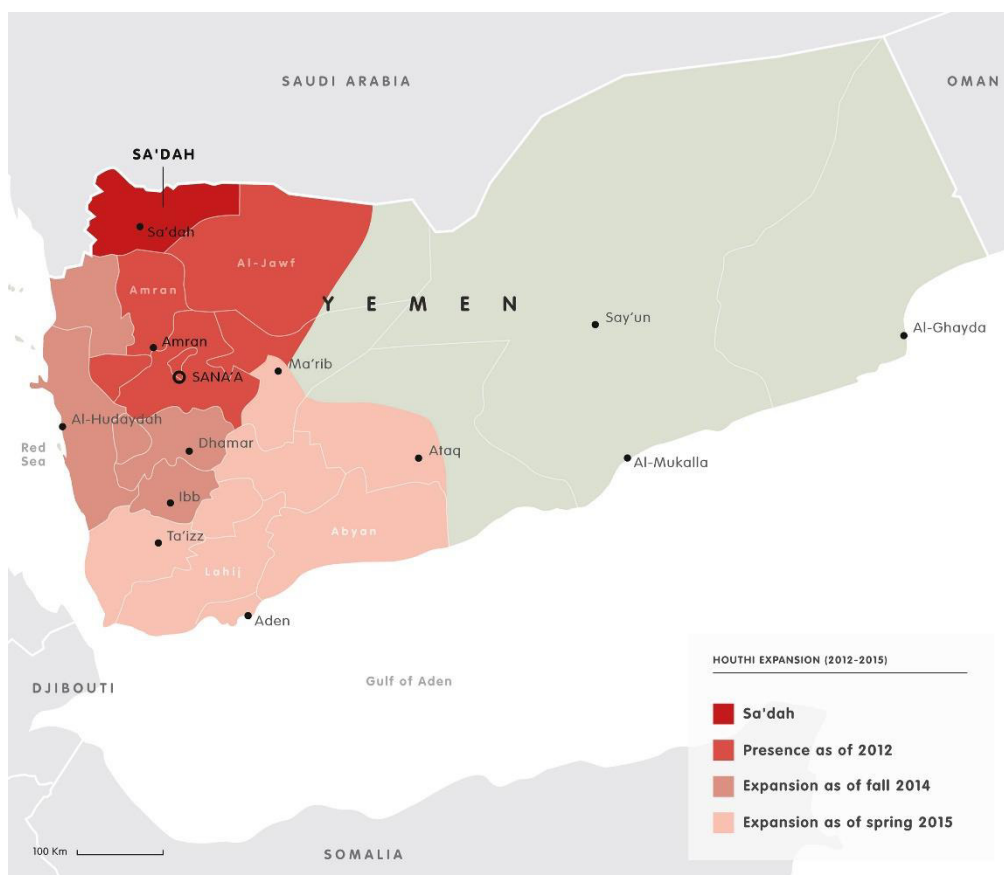 SAUDI ARABIA
OMAN
SA'DAH
Sa'dah
Al-Jawf
Amran
YEMEN
Say'un
Al-Ghayda
Amran
Ma'rib
SANA'A
Al-Hudaydah
Red
Sea
Dhamar
Ataq
Al-Mukalla
Ibb
Ta'izz
Abyan
Lahij
Aden
HOUTHI EXPANSION (2012-2015)
DJIBOUTI
Gulf of Aden
Sa'dah
Presence as of 2012
Expansion as of fall 2014
Expansion as of spring 2015
100 Km
SOMALIA